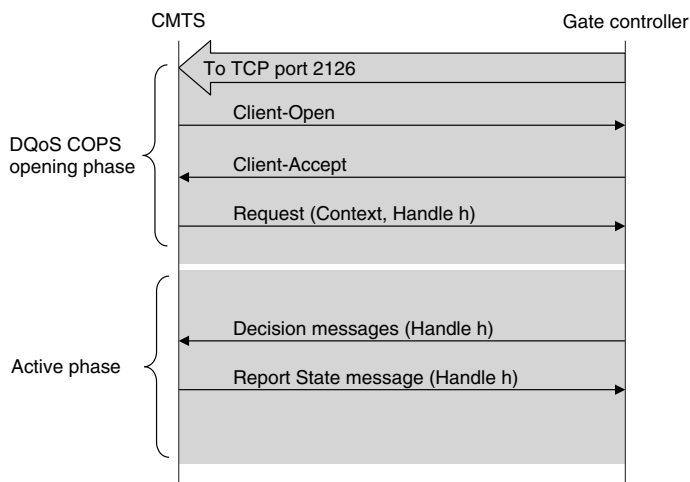 CMTS
Gate controller
To TCP port 2126
Client-Open
DQoS COPS
opening phase
Client-Accept
Request (Context, Handle h)
Decision messages (Handle h)
Active phase
Report State message (Handle h)